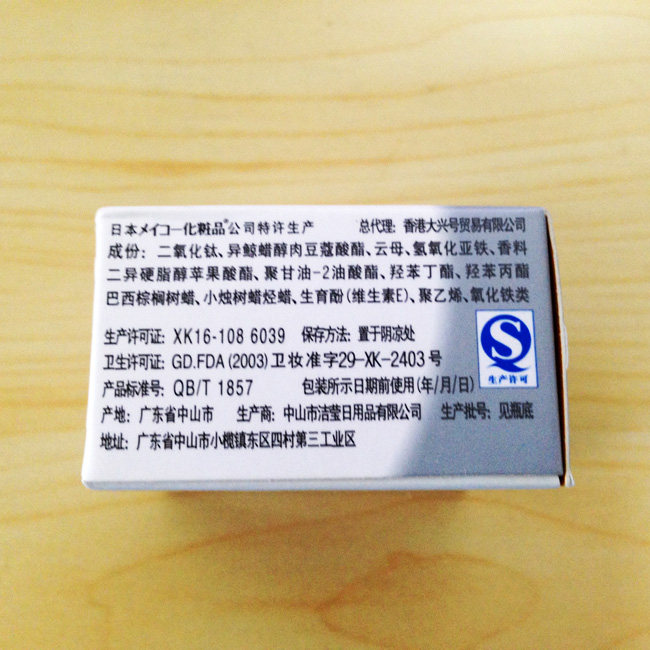 日本メイコー化粧品®公司特许生产 总代理: 香港大兴号贸易有限公司
成份: 二氧化钛、异鲸蜡醇肉豆蔻酸酯、云母、氢氧化亚铁、香料
二异硬脂醇苹果酸酯、聚甘油-2油酸酯、羟苯丁酯、羟苯丙酯
巴西棕榈树蜡、小烛树蜡烃蜡、生育酚(维生素E)、聚乙烯、氧化铁类
生产许可证: XK16-108 6039 保存方法: 置于阴凉处
卫生许可证: GD.FDA (2003) 卫妆准字29-XK-2403号
产品标准号: QB/T 1857 包装所示日期前使用(年/月/日)
生产许可
产地: 广东省中山市 生产商: 中山市洁莹日用品有限公司 生产批号: 见瓶底
地址: 广东省中山市小榄镇东区四村第三工业区